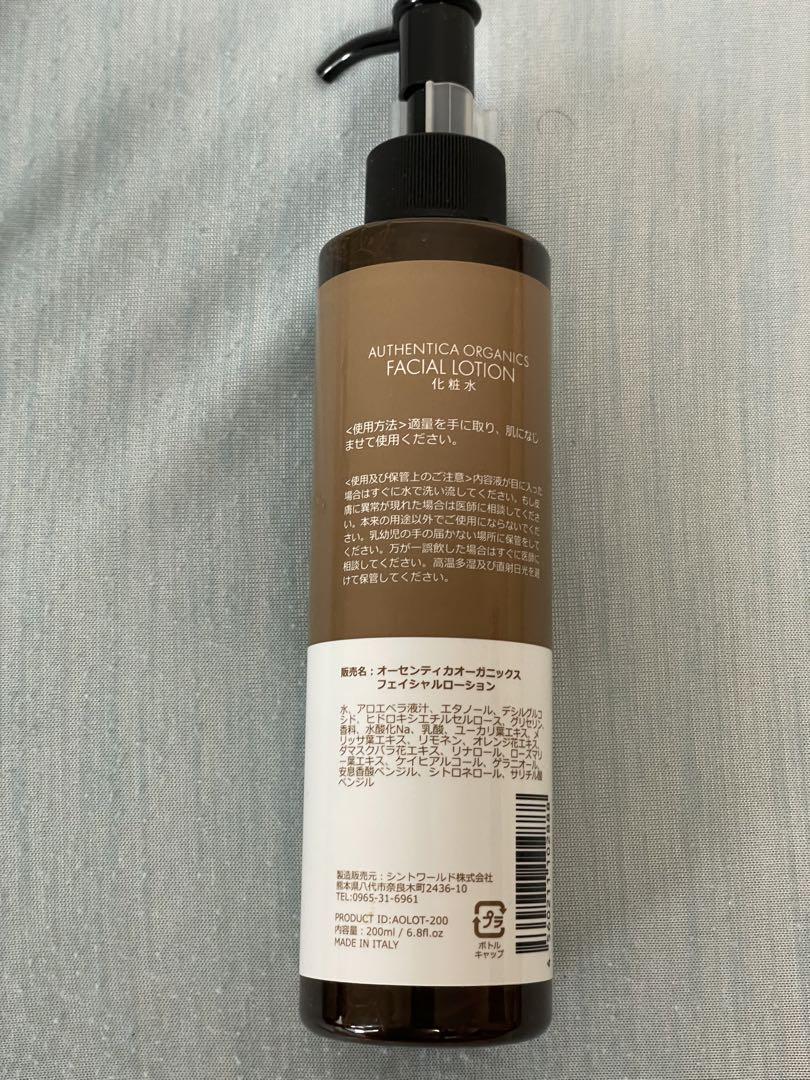 AUTHENTICA ORGANICS
FACIAL LOTION
化粧水
<使用方法>適量を手に取り、肌になじ
ませて使用ください。
<使用及び保管上のご注意>内容液が目に入った
場合はすぐに水で洗い流してください。もし皮
膚に異常が現れた場合は医師に相談してくださ
い。本来の用途以外でご使用にならないでくだ
さい。乳幼児の手の届かない場所に保管をして
ください。万が一誤飲した場合はすぐに医師に
相談してください。高温多湿及び直射日光を避
けて保管してください。
販売名：オーセンティカオーガニックス
フェイシャルローション
水、アロエベラ液汁、エタノール、デシルグルコ
シド、ヒドロキシエチルセルロース、グリセリン、
香料、水酸化Na、乳酸、ユーカリ葉エキス、メ
リッサ葉エキス、リモネン、オレンジ花エキス、
ダマスクバラ花エキス、リナロール、ローズマリ
ー葉エキス、ケイヒアルコール、ゲラニオール、
安息香酸ベンジル、シトロネロール、サリチル酸
ベンジル
製造販売元：シントワールド株式会社
熊本県八代市奈良木町2436-10
TEL:0965-31-6961
PRODUCT ID:AOLOT-200
内容量：200ml / 6.8fl.oz
MADE IN ITALY
プラ
ボトル
キャップ